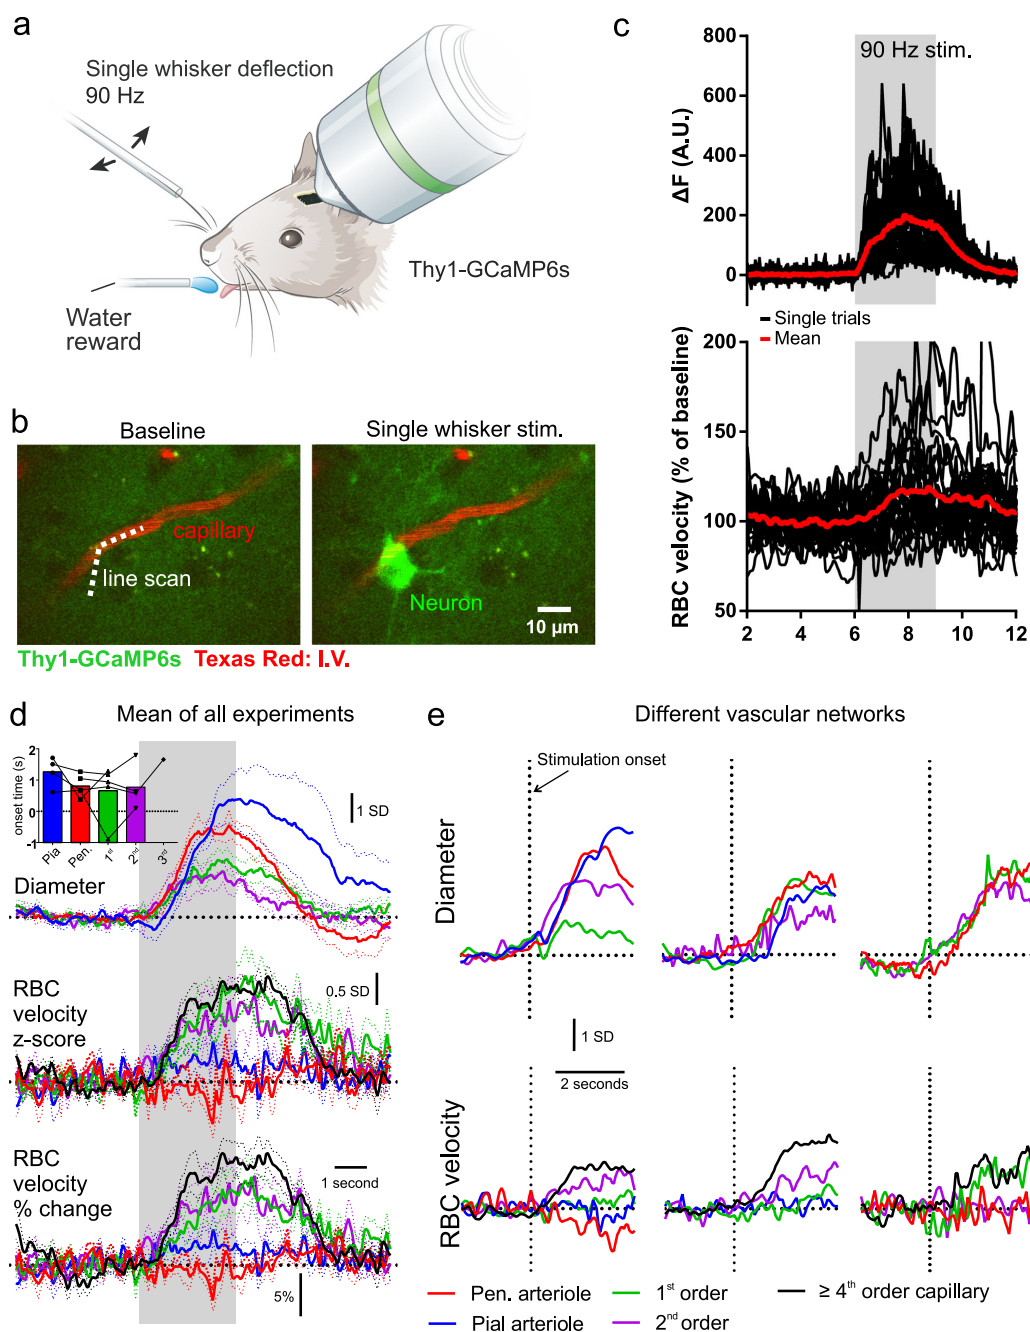 a
Single whisker deflection
90 Hz
Thy1-GCaMP6s
Water
reward
b
Baseline
Single whisker stim.
capillary
line scan
Neuron
10 µm
Thy1-GCaMP6s Texas Red: I.V.
c
90 Hz stim.
800
600
400
200
0
ΔF (A.U.)
Single trials
Mean
200
150
100
50
RBC velocity (% of baseline)
2 4 6 8 10 12
d
Mean of all experiments
2
1
0
-1
onset time (s)
Pia Pen. 1st 2nd 3rd
1 SD
Diameter
RBC
velocity
z-score
0.5 SD
RBC
velocity
% change
1 second
5%
e
Different vascular networks
Stimulation onset
Diameter
1 SD
2 seconds
RBC velocity
Pen. arteriole
1st order
≥ 4th order capillary
Pial arteriole
2nd order